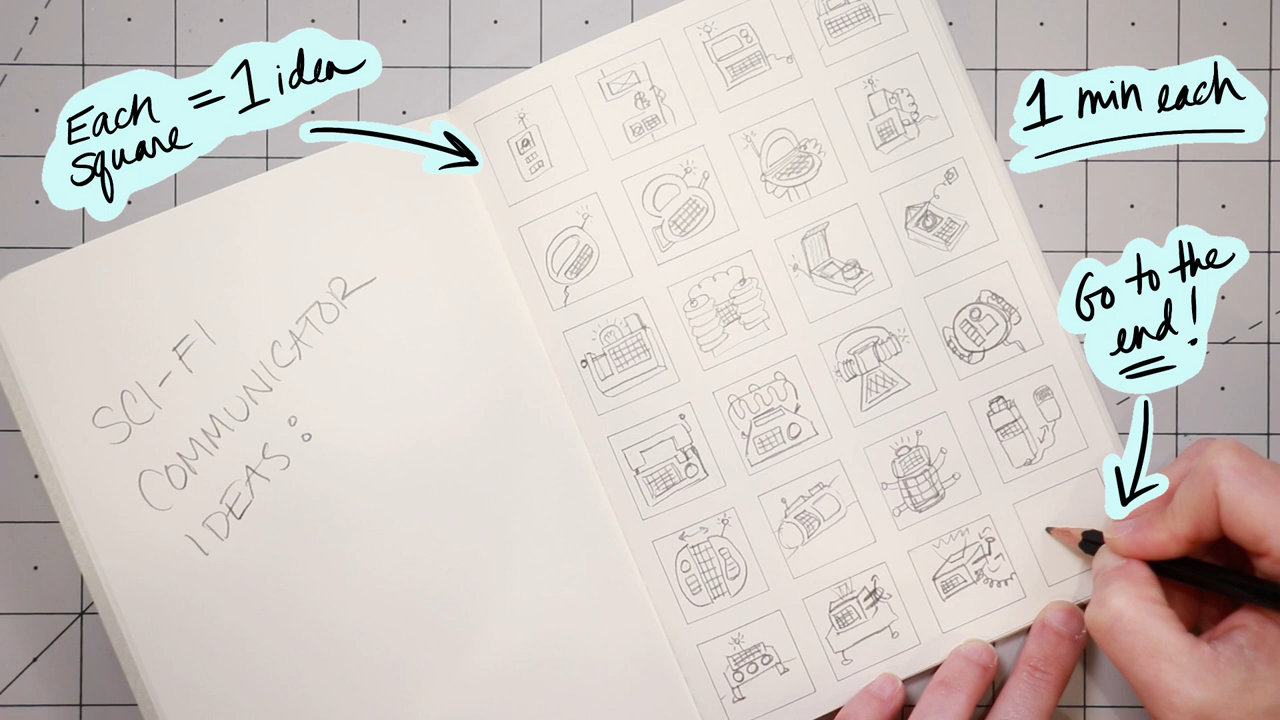 Each
square = 1 idea
1 min each
Go to the
end!
SCI-FI
COMMUNICATOR
IDEAS: